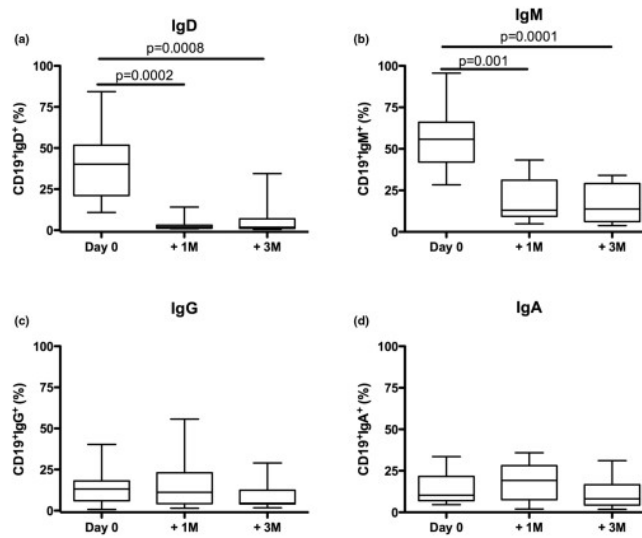 (a)
IgD
p=0.0008
p=0.0002
CD19+IgD+ (%)
100
75
50
25
0
Day 0 + 1M + 3M
(b)
IgM
p=0.0001
p=0.001
CD19+IgM+ (%)
100
75
50
25
0
Day 0 + 1M + 3M
(c)
IgG
CD19+IgG+ (%)
100
75
50
25
0
Day 0 + 1M + 3M
(d)
IgA
CD19+IgA+ (%)
100
75
50
25
0
Day 0 + 1M + 3M